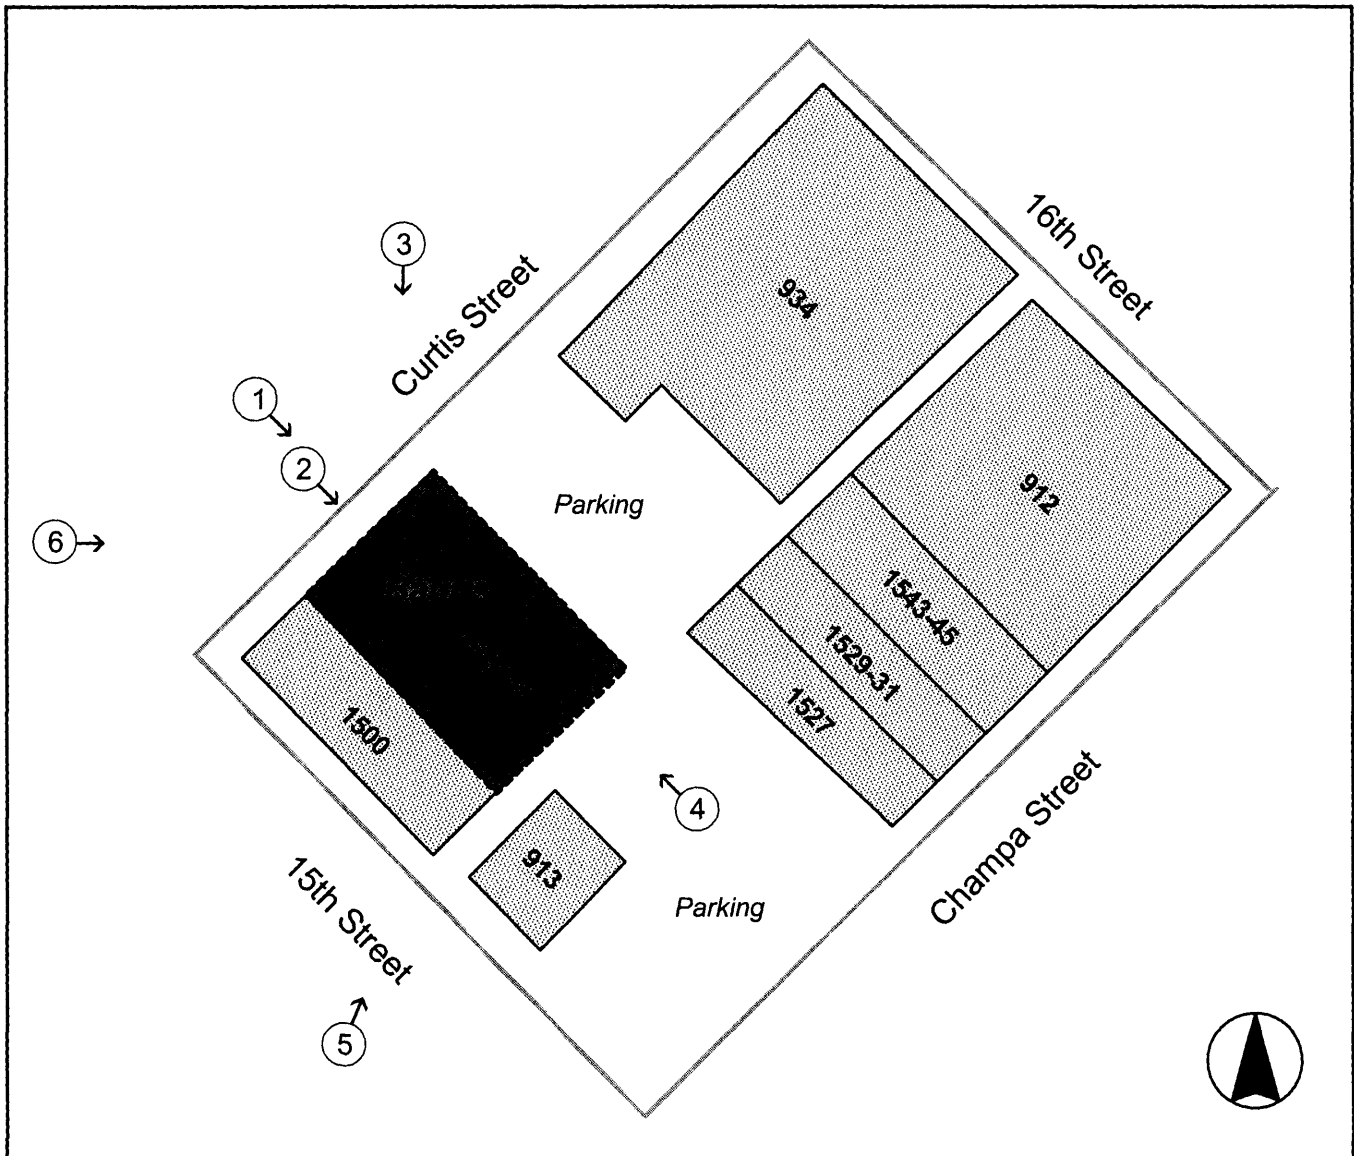 16th Street
3
934
Curtis Street
1
2
Parking
912
6
1543-45
1529-31
1527
1500
4
913
Parking
Champa Street
15th Street
5